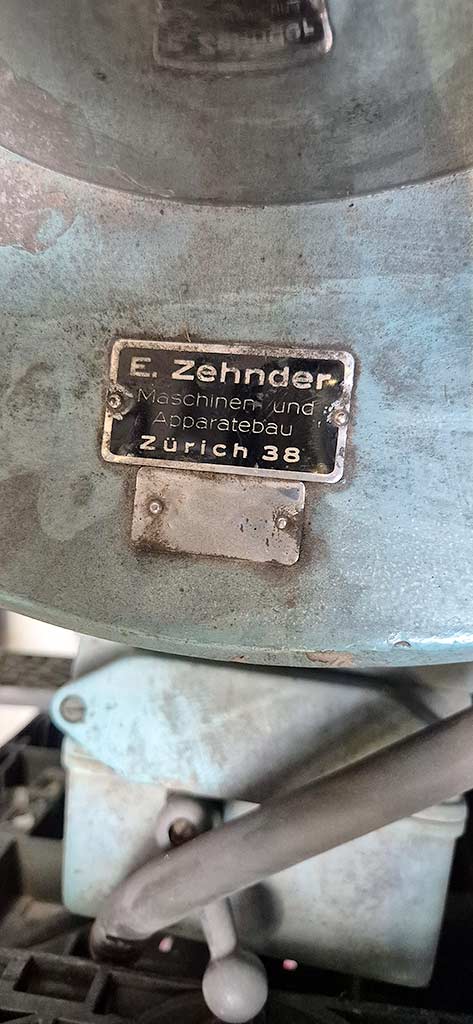 E. Zehnder
Maschinen- und
Apparatebau
Zürich 38